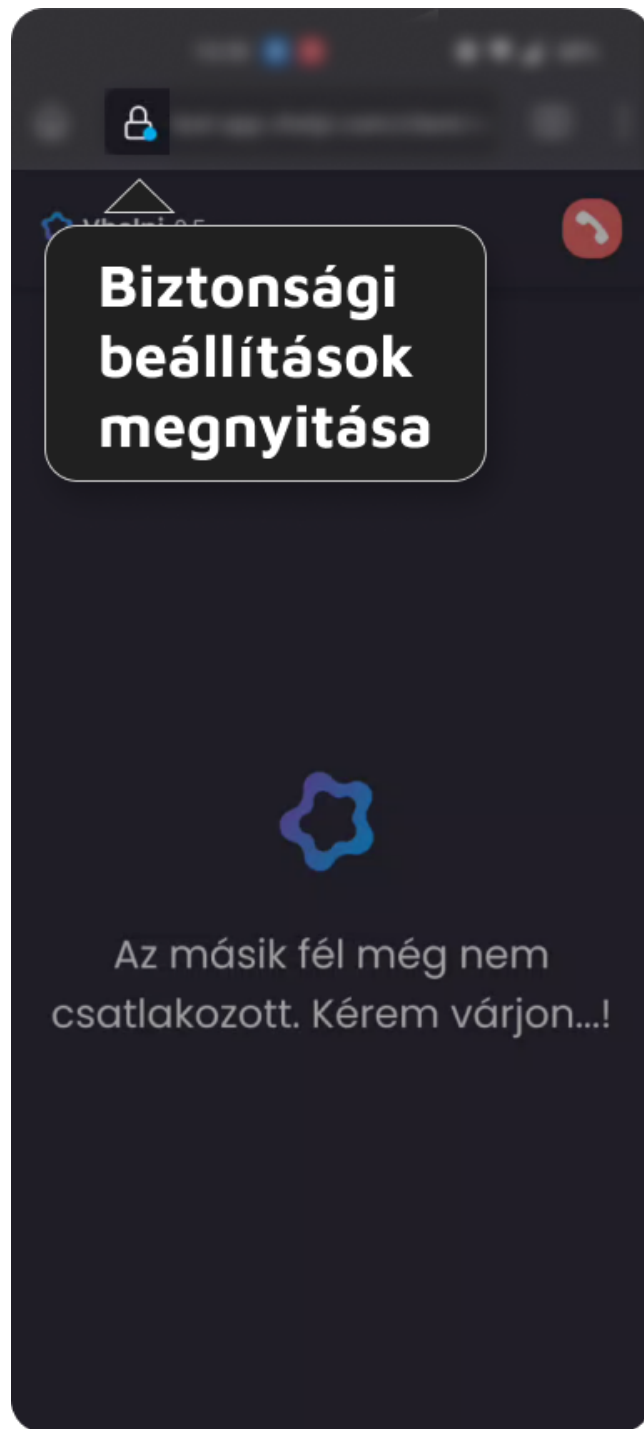 Biztonsági
beállítások
megnyitása
Az másik fél még nem
csatlakozott. Kérem várjon...!